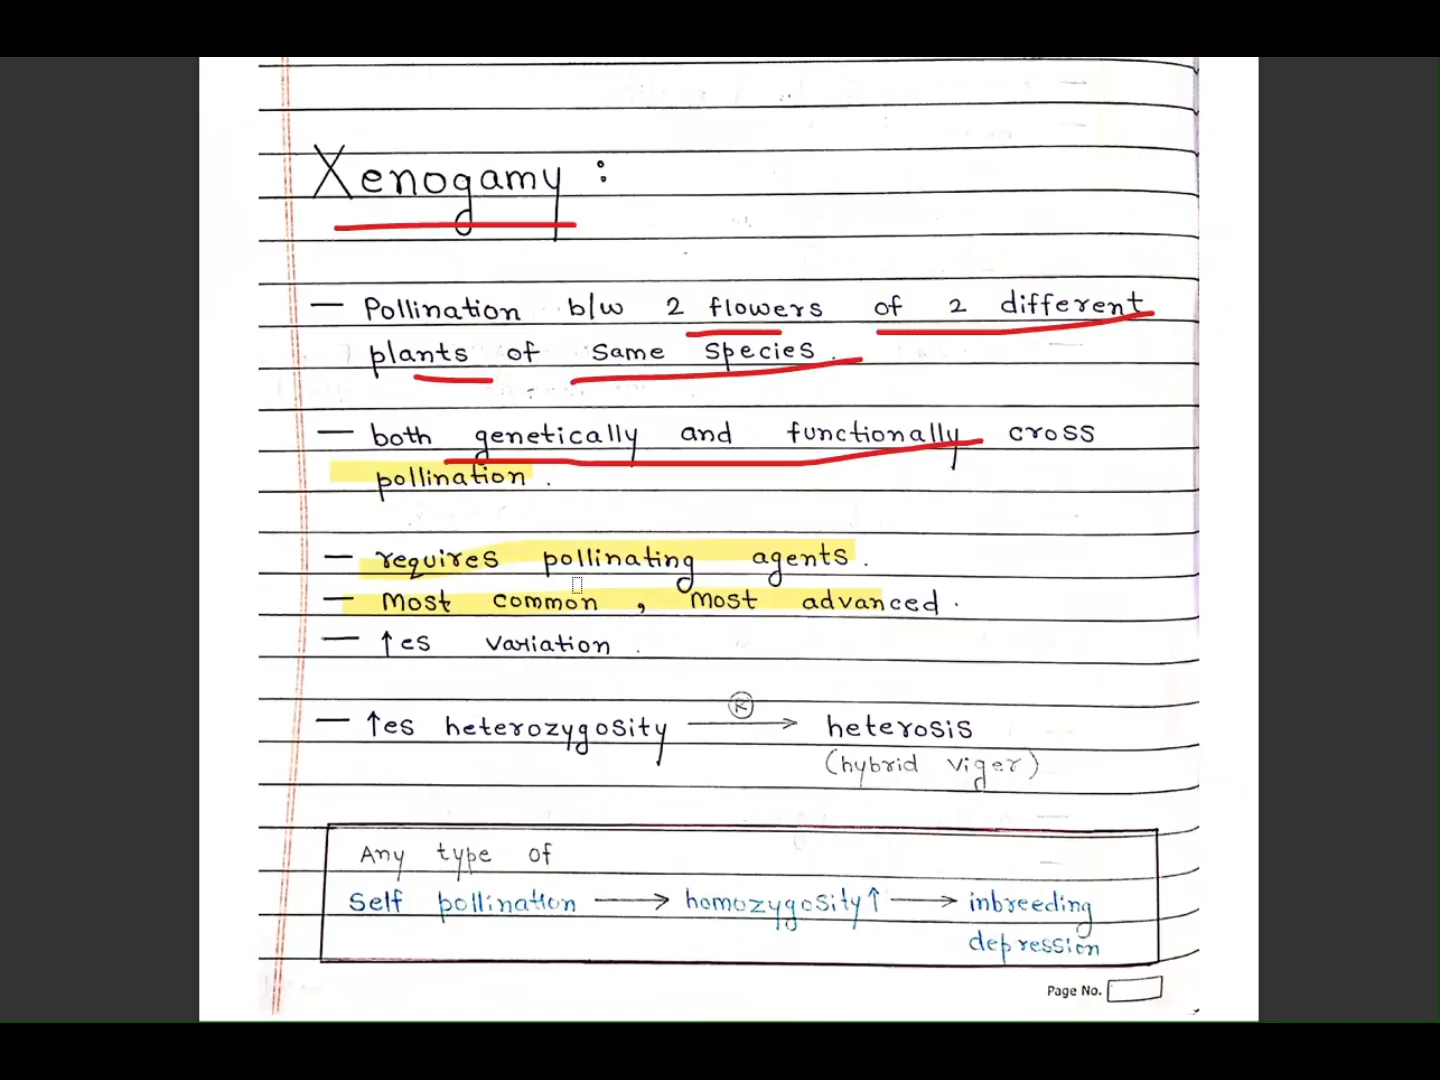 Xenogamy :
— Pollination b/w 2 flowers of 2 different
plants of same species.
— both genetically and functionally cross
pollination.
— requires pollinating agents.
— most common, most advanced.
— ↑es variation.
— ↑es heterozygosity ⟶ heterosis
(hybrid viger)
Any type of
Self pollination ⟶ homozygosity↑ ⟶ inbreeding
depression
Page No.